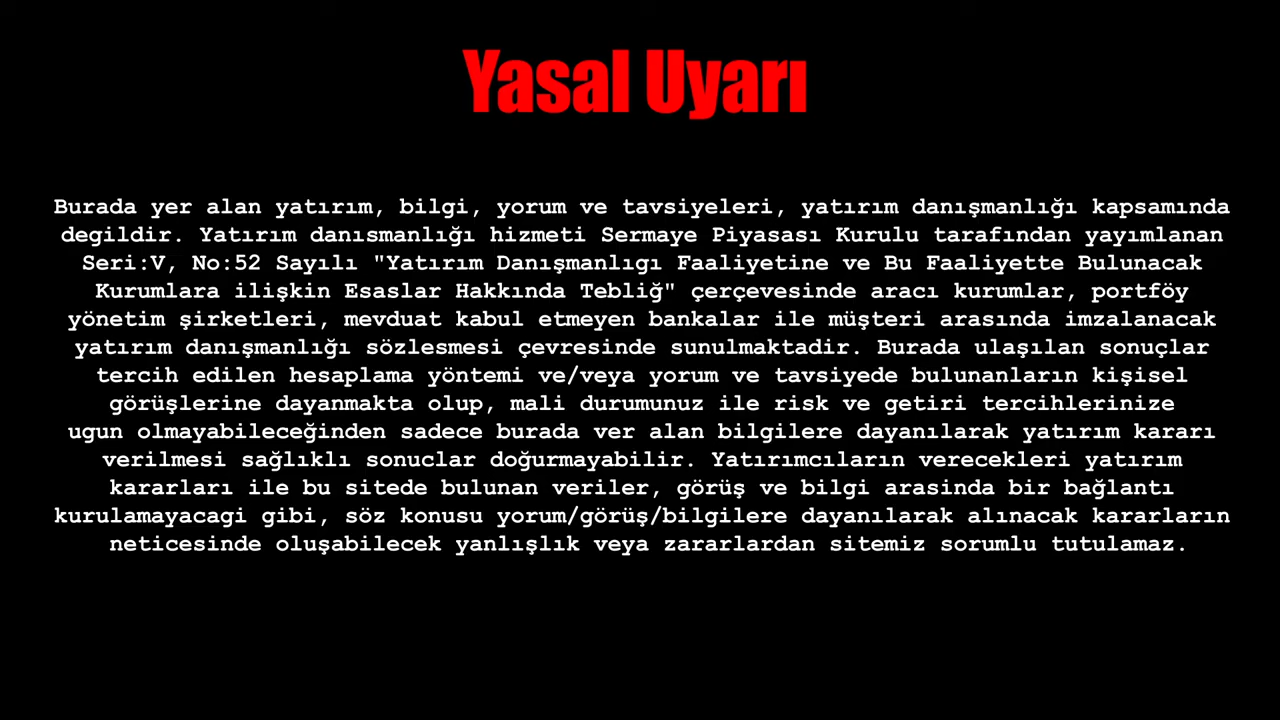 Yasal Uyarı
Burada yer alan yatırım, bilgi, yorum ve tavsiyeleri, yatırım danışmanlığı kapsamında
degildir. Yatırım danısmanlığı hizmeti Sermaye Piyasası Kurulu tarafından yayımlanan
Seri:V, No:52 Sayılı "Yatırım Danışmanlıgı Faaliyetine ve Bu Faaliyette Bulunacak
Kurumlara ilişkin Esaslar Hakkında Tebliğ" çerçevesinde aracı kurumlar, portföy
yönetim şirketleri, mevduat kabul etmeyen bankalar ile müşteri arasında imzalanacak
yatırım danışmanlığı sözlesmesi çevresinde sunulmaktadir. Burada ulaşılan sonuçlar
tercih edilen hesaplama yöntemi ve/veya yorum ve tavsiyede bulunanların kişisel
görüşlerine dayanmakta olup, mali durumunuz ile risk ve getiri tercihlerinize
ugun olmayabileceğinden sadece burada ver alan bilgilere dayanılarak yatırım kararı
verilmesi sağlıklı sonuclar doğurmayabilir. Yatırımcıların verecekleri yatırım
kararları ile bu sitede bulunan veriler, görüş ve bilgi arasinda bir bağlantı
kurulamayacagi gibi, söz konusu yorum/görüş/bilgilere dayanılarak alınacak kararların
neticesinde oluşabilecek yanlışlık veya zararlardan sitemiz sorumlu tutulamaz.